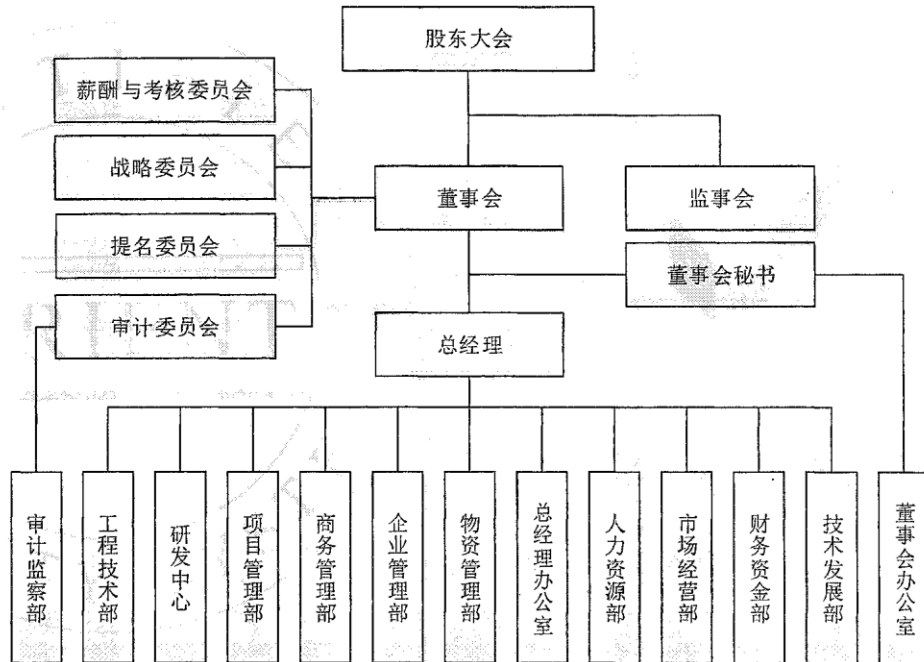 股东大会
薪酬与考核委员会
战略委员会
董事会
监事会
提名委员会
董事会秘书
审计委员会
总经理
审计监察部
工程技术部
研发中心
项目管理部
商务管理部
企业管理部
物资管理部
总经理办公室
人力资源部
市场经营部
财务资金部
技术发展部
董事会办公室